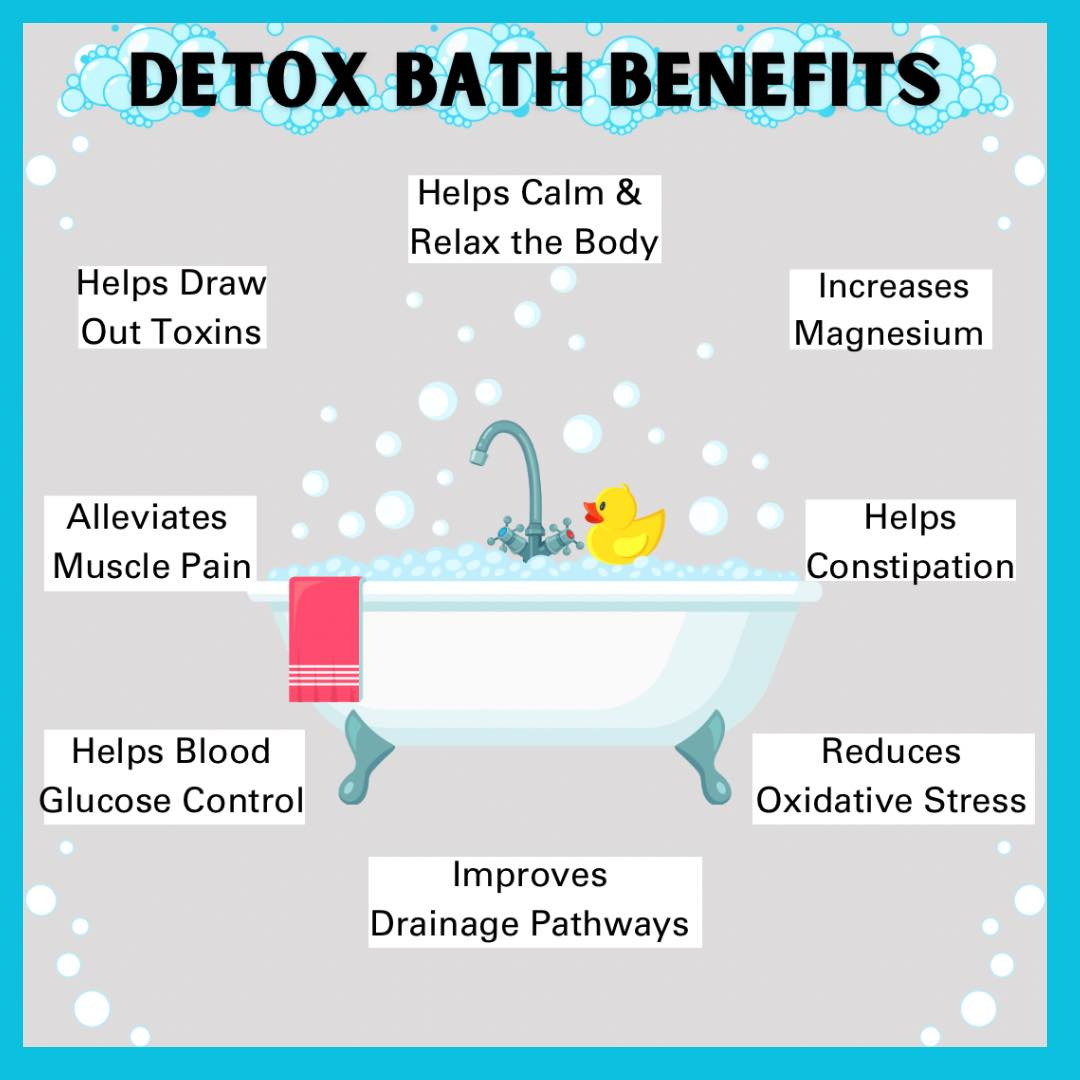 DETOX BATH BENEFITS
Helps Calm &
Relax the Body
Helps Draw
Out Toxins
Increases
Magnesium
Alleviates
Muscle Pain
Helps
Constipation
Helps Blood
Glucose Control
Reduces
Oxidative Stress
Improves
Drainage Pathways